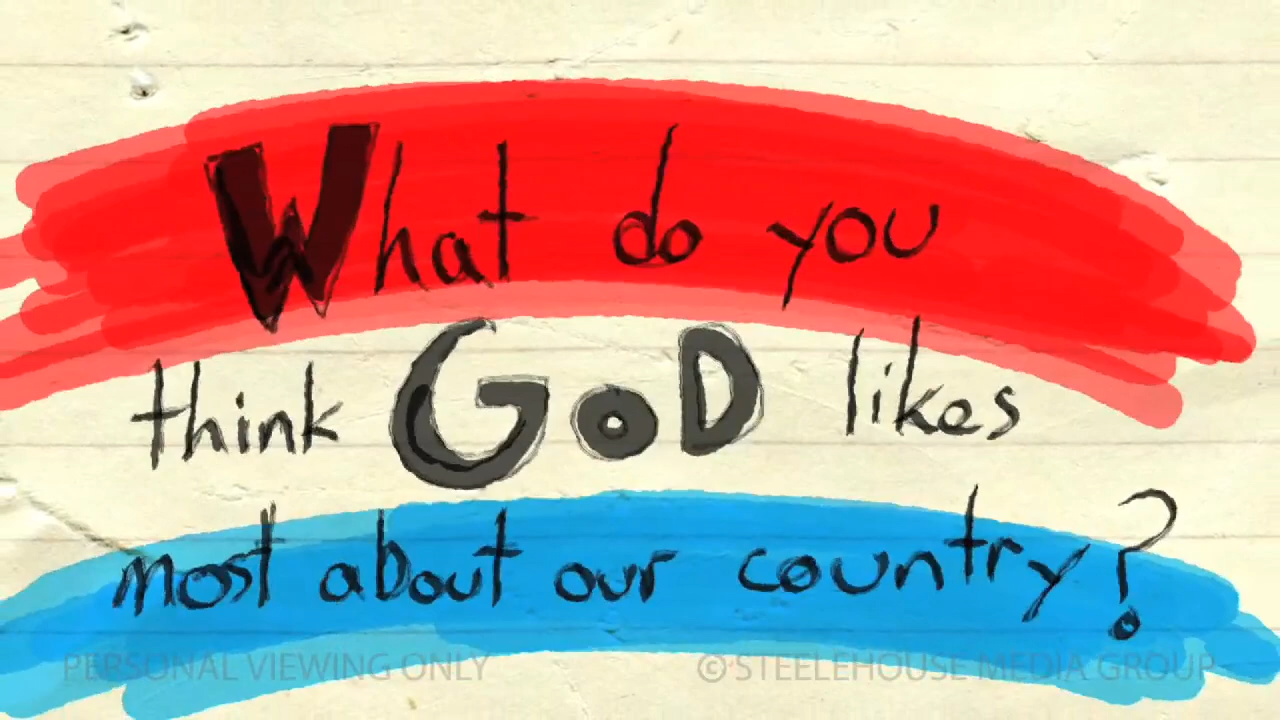 What do you
think GoD likes
most about our country?
PERSONAL VIEWING ONLY © STEELEHOUSE MEDIA GROUP